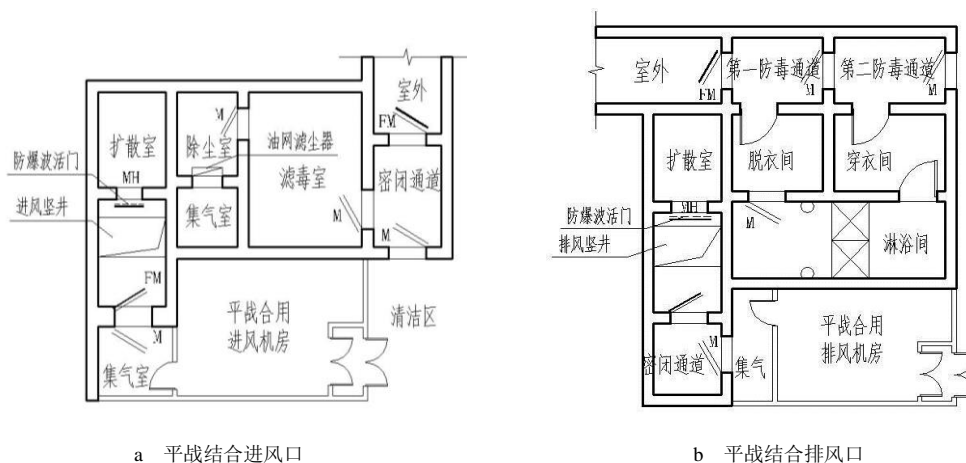 室外
FM
扩散室
M
除尘室
油网滤尘器
滤毒室
密闭通道
防爆波活门
MH
进风竖井
集气室
M
M
FM
M
平战合用
进风机房
清洁区
集气室
a 平战结合进风口
室外
FM
第一防毒通道
M
第二防毒通道
M
扩散室
脱衣间
穿衣间
MH
防爆波活门
排风竖井
M
淋浴间
M
密闭通道
集气
平战合用
排风机房
b 平战结合排风口